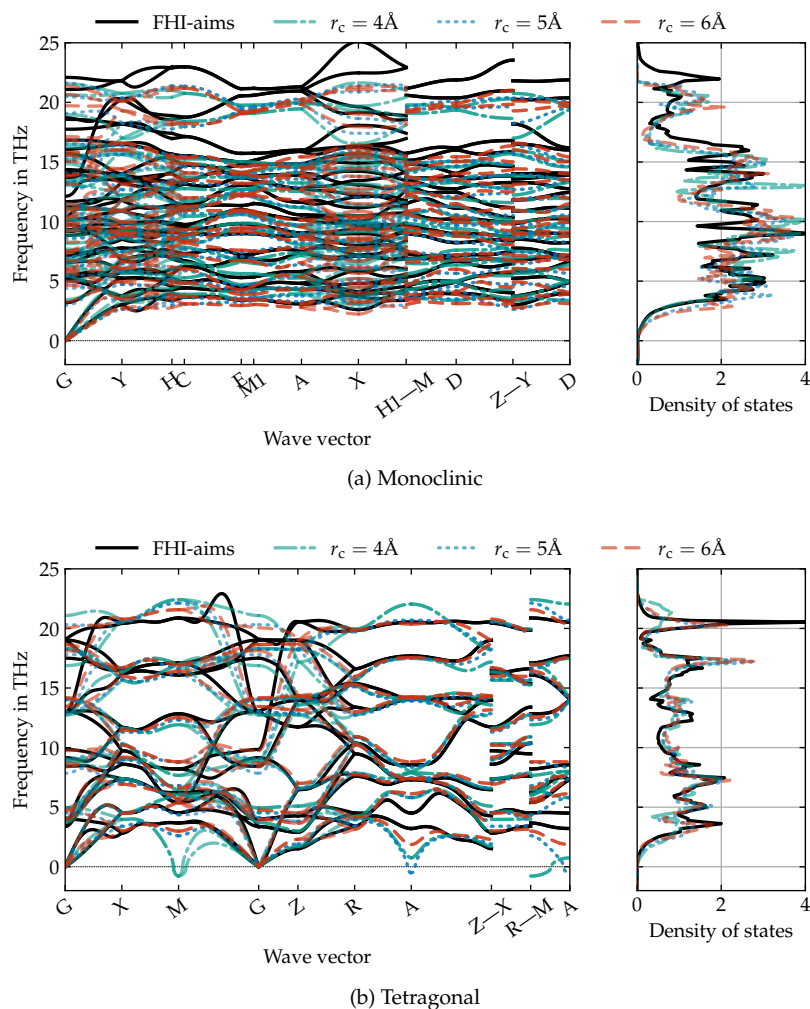 FHI-aims r_c = 4Å r_c = 5Å r_c = 6Å
25
20
15
10
5
0
Frequency in THz
G Y H C M1 A X H1—M D Z—Y D
Wave vector
0 2 4
Density of states
(a) Monoclinic
FHI-aims r_c = 4Å r_c = 5Å r_c = 6Å
25
20
15
10
5
0
Frequency in THz
G X M G Z R A Z—X R—M A
Wave vector
0 2 4
Density of states
(b) Tetragonal